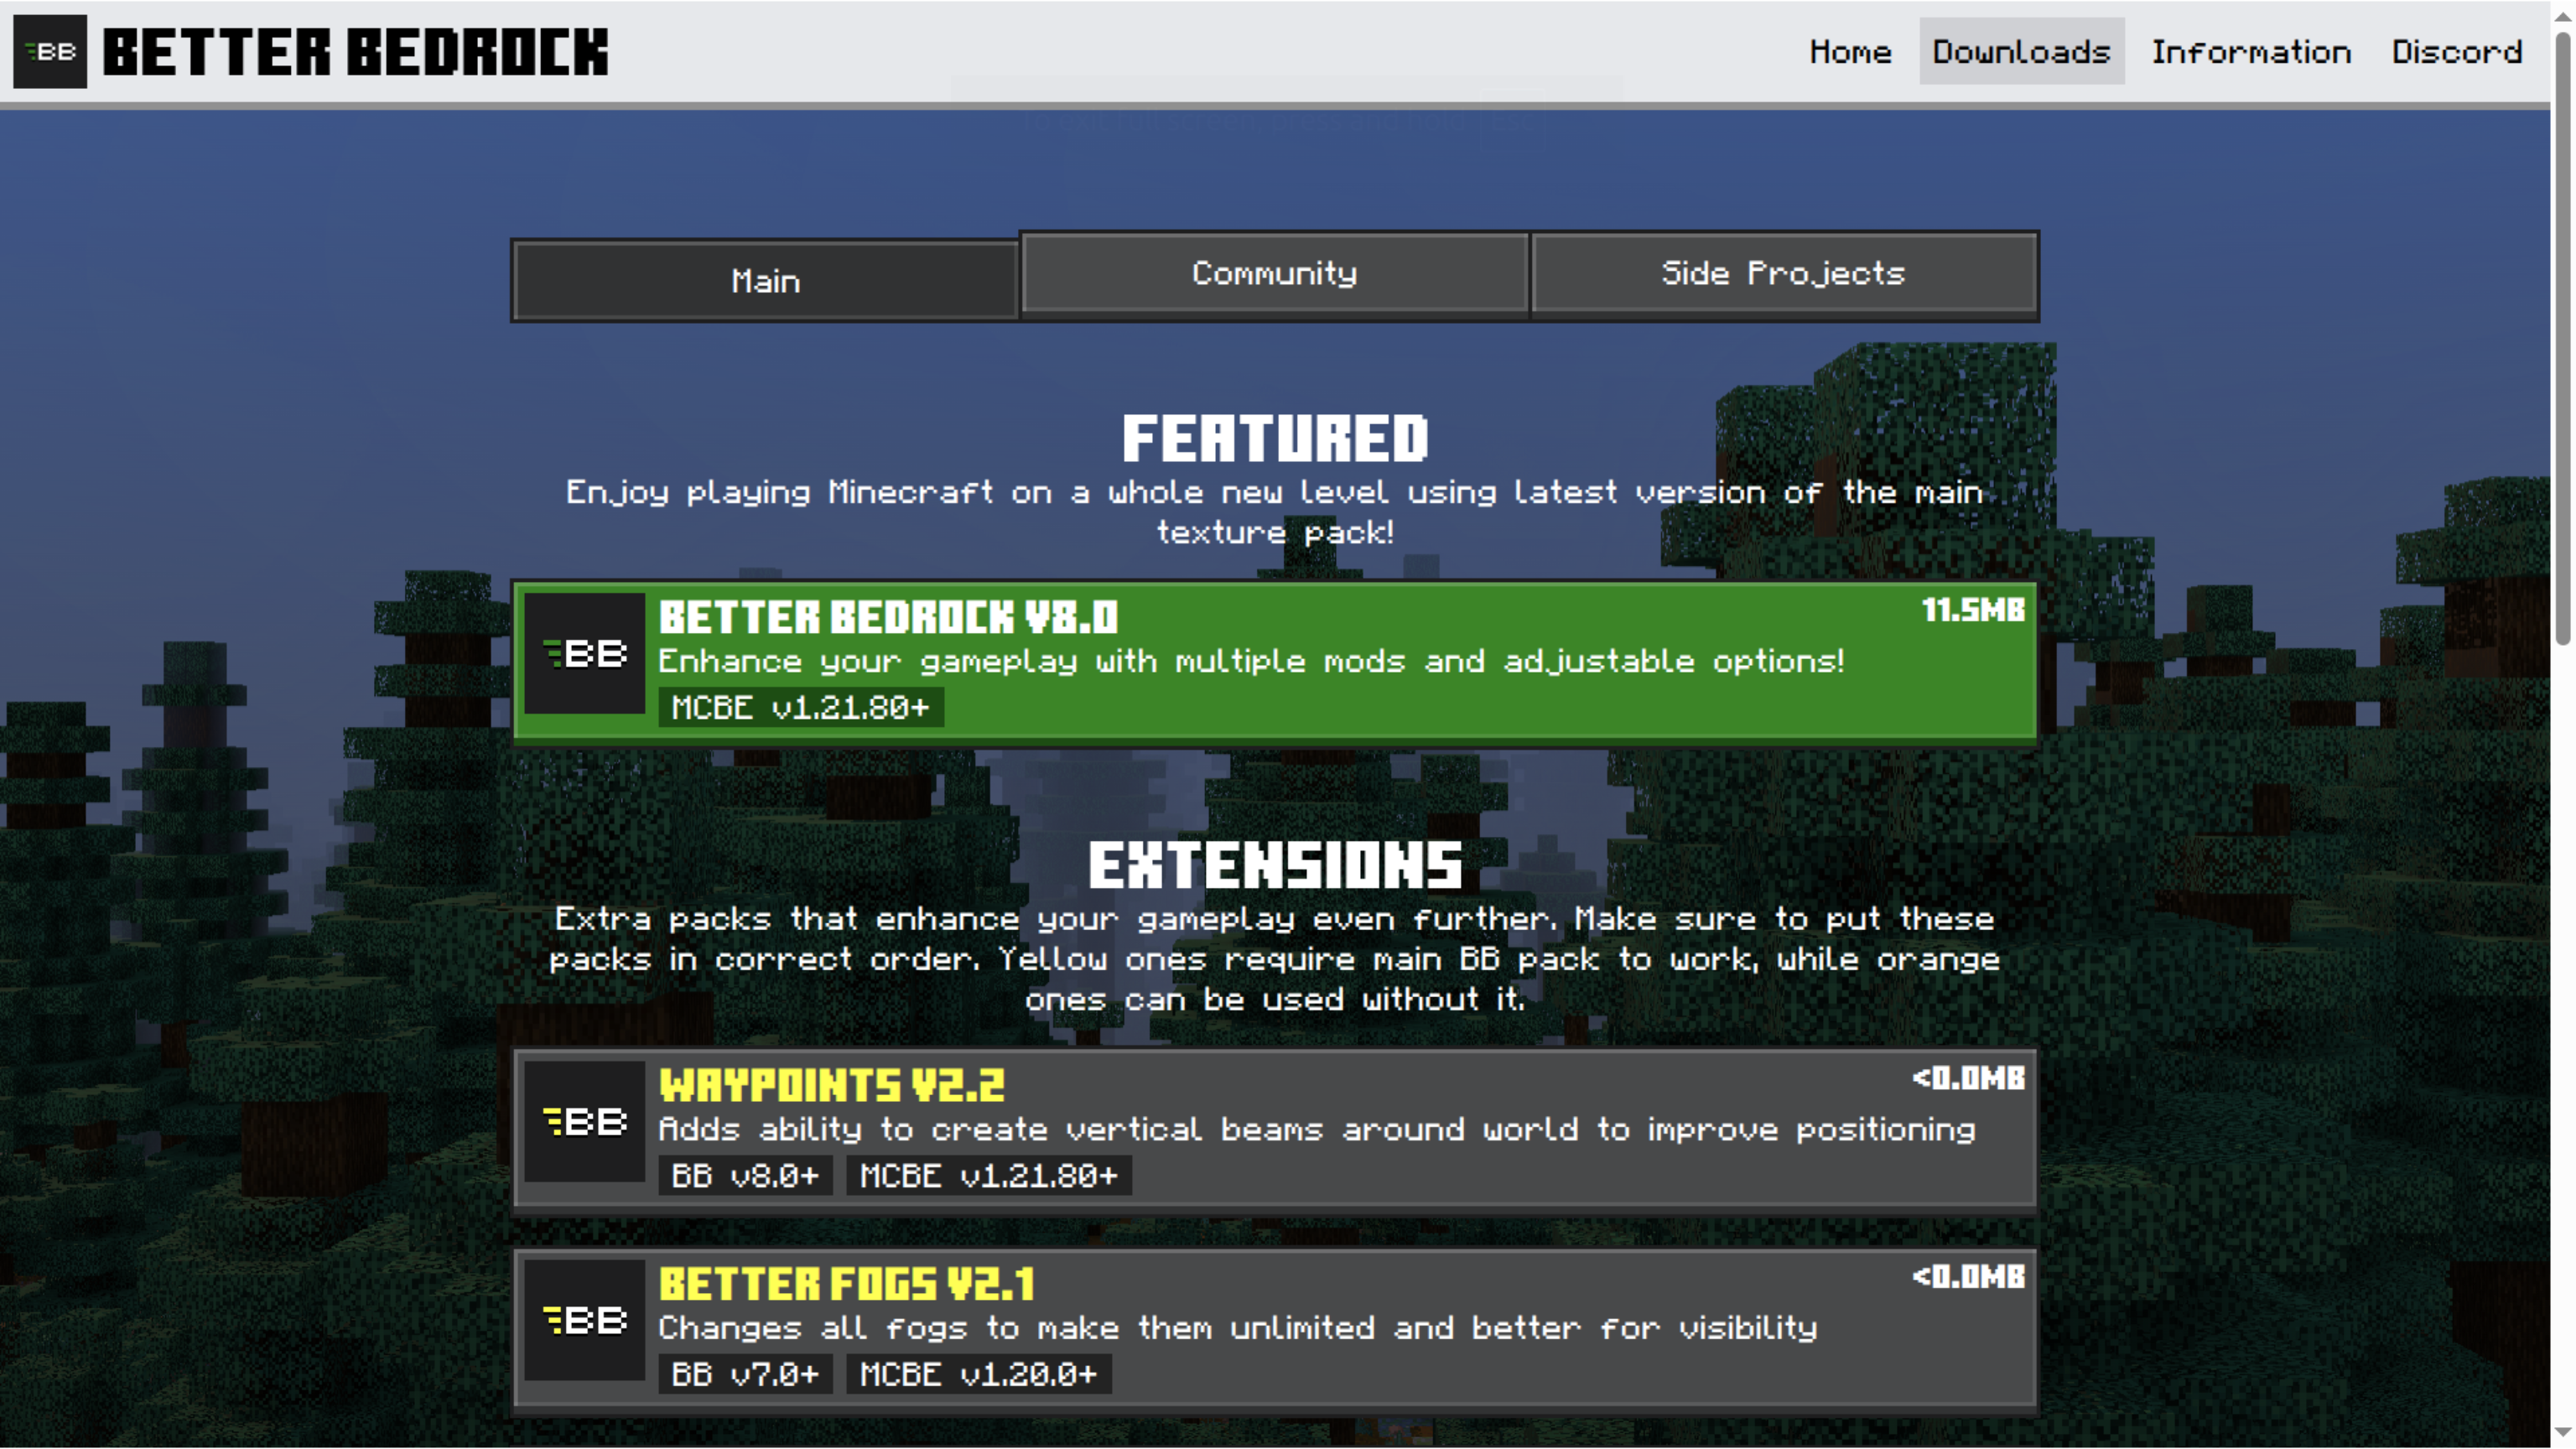 BB BETTER BEDROCK
Home Downloads Information Discord
Main Community Side Projects
FEATURED
Enjoy playing Minecraft on a whole new level using latest version of the main
texture pack!
BB
BETTER BEDROCK V8.0
11.5MB
Enhance your gameplay with multiple mods and adjustable options!
MCBE v1.21.80+
EXTENSIONS
Extra packs that enhance your gameplay even further. Make sure to put these
packs in correct order. Yellow ones require main BB pack to work, while orange
ones can be used without it.
BB
WAYPOINTS V2.2
<0.0MB
Adds ability to create vertical beams around world to improve positioning
BB v8.0+ MCBE v1.21.80+
BB
BETTER FOGS V2.1
<0.0MB
Changes all fogs to make them unlimited and better for visibility
BB v7.0+ MCBE v1.20.0+